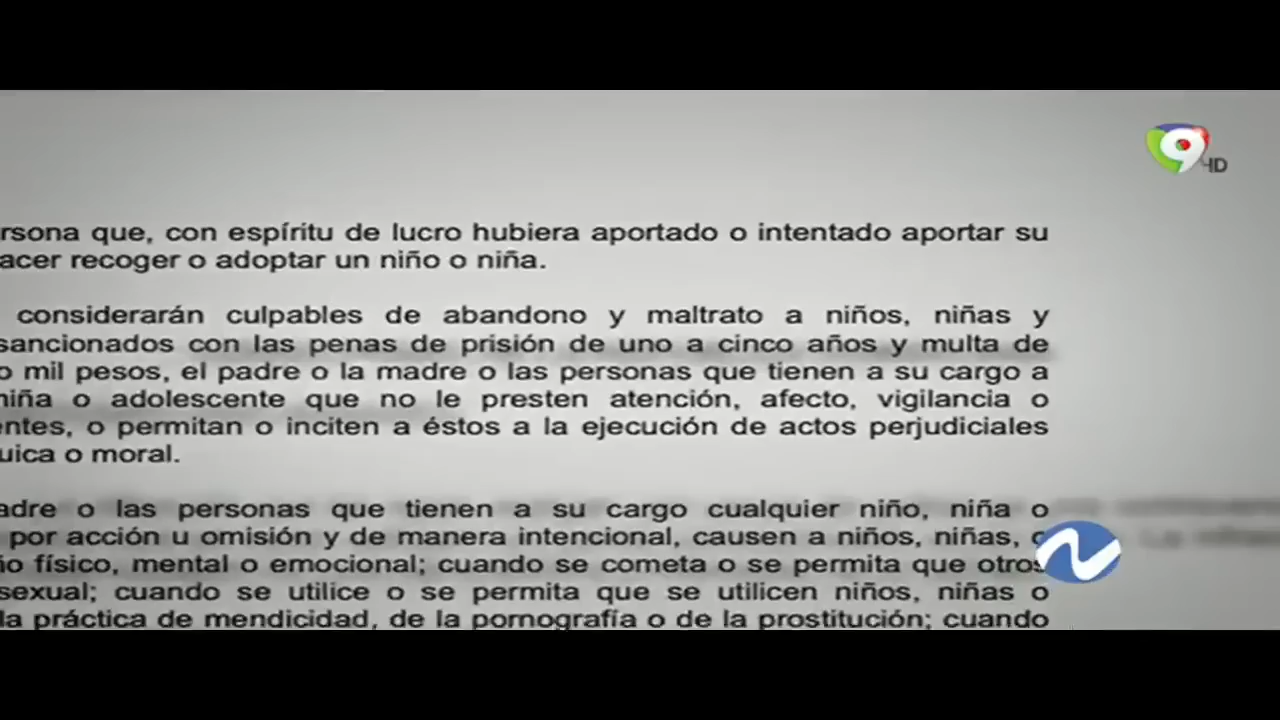 rsona que, con espíritu de lucro hubiera aportado o intentado aportar su
acer recoger o adoptar un niño o niña.
considerarán culpables de abandono y maltrato a niños, niñas y
sancionados con las penas de prisión de uno a cinco años y multa de
o mil pesos, el padre o la madre o las personas que tienen a su cargo a
niña o adolescente que no le presten atención, afecto, vigilancia o
entes, o permitan o inciten a éstos a la ejecución de actos perjudiciales
uica o moral.
adre o las personas que tienen a su cargo cualquier niño, niña o
por acción u omisión y de manera intencional, causen a niños, niñas,
ño físico, mental o emocional; cuando se cometa o se permita que otros
sexual; cuando se utilice o se permita que se utilicen niños, niñas o
la práctica de mendicidad, de la pornografía o de la prostitución; cuando
9 HD